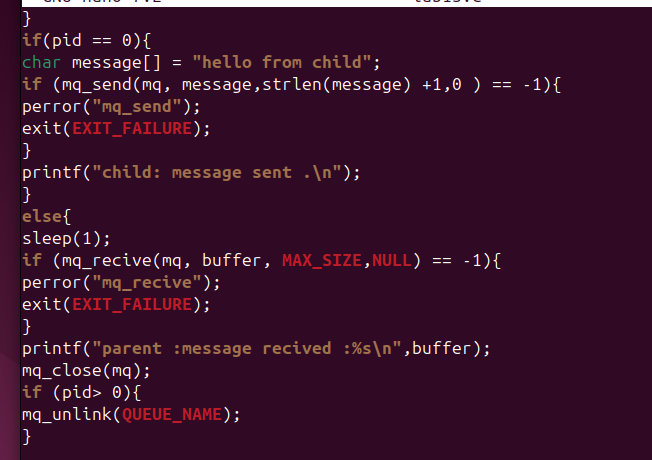 }
if(pid == 0){
char message[] = "hello from child";
if (mq_send(mq, message,strlen(message) +1,0 ) == -1){
perror("mq_send");
exit(EXIT_FAILURE);
}
printf("child: message sent .\n");
}
else{
sleep(1);
if (mq_recive(mq, buffer, MAX_SIZE,NULL) == -1){
perror("mq_recive");
exit(EXIT_FAILURE);
}
printf("parent :message recived :%s\n",buffer);
mq_close(mq);
if (pid> 0){
mq_unlink(QUEUE_NAME);
}